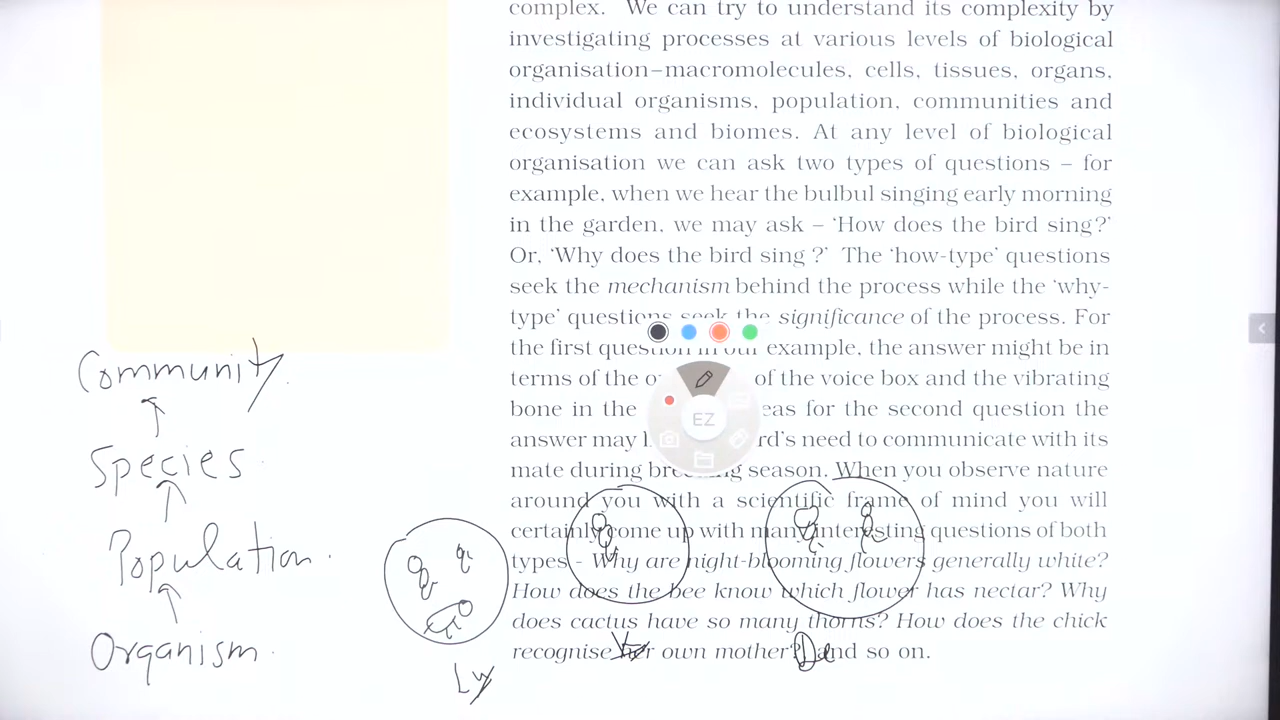 complex. We can try to understand its complexity by
investigating processes at various levels of biological
organisation–macromolecules, cells, tissues, organs,
individual organisms, population, communities and
ecosystems and biomes. At any level of biological
organisation we can ask two types of questions – for
example, when we hear the bulbul singing early morning
in the garden, we may ask – 'How does the bird sing?'
Or, 'Why does the bird sing ?' The 'how-type' questions
seek the mechanism behind the process while the 'why-
type' questions seek the significance of the process. For
the first question in our example, the answer might be in
terms of the of the voice box and the vibrating
bone in the for the second question the
answer may need to communicate with its
mate during breeding season. When you observe nature
around you with a scientific frame of mind you will
certainly come up with many interesting questions of both
types - Why are night-blooming flowers generally white?
How does the bee know which flower has nectar? Why
does cactus have so many thorns? How does the chick
recognise her own mother?, and so on.
Community.
Species.
Population.
Organism.
EZ